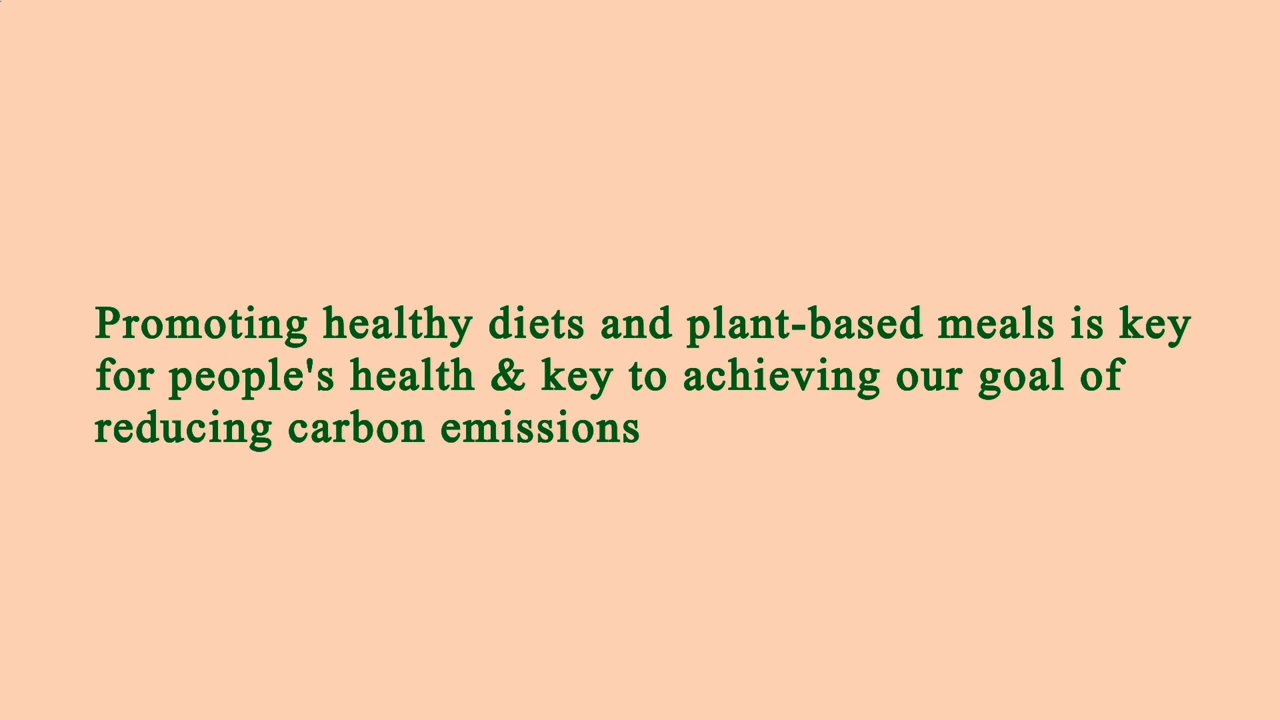 Promoting healthy diets and plant-based meals is key
for people's health & key to achieving our goal of
reducing carbon emissions